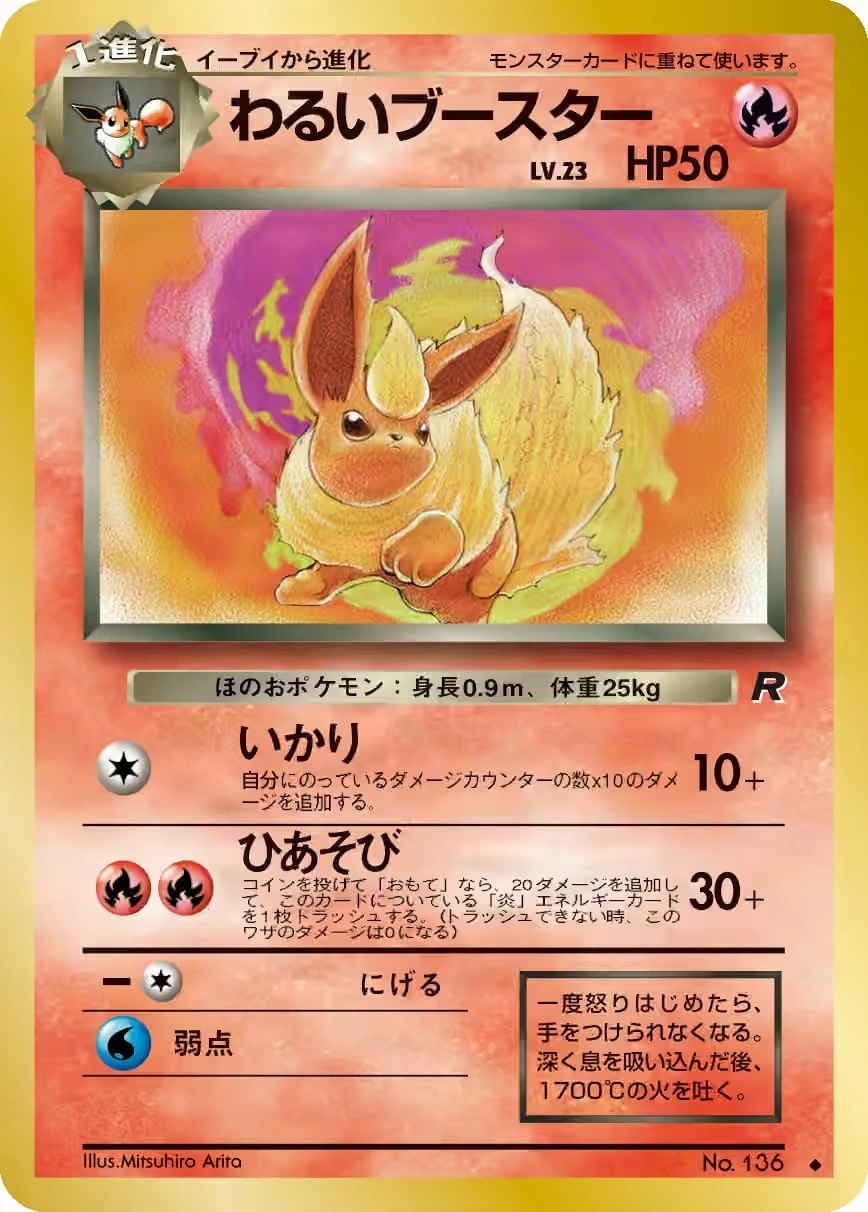 1進化
イーブイから進化
モンスターカードに重ねて使います。
わるいブースター
LV.23 HP50
ほのおポケモン：身長0.9m、体重25kg
R
いかり
自分にのっているダメージカウンターの数x10のダメ
ージを追加する。
10+
ひあそび
コインを投げて「おもて」なら、20ダメージを追加し
て、このカードについている「炎」エネルギーカード
を1枚トラッシュする。（トラッシュできない時、この
ワザのダメージは0になる）
30+
にげる
弱点
一度怒りはじめたら、
手をつけられなくなる。
深く息を吸い込んだ後、
1700℃の火を吐く。
Illus.Mitsuhiro Arita
No. 136